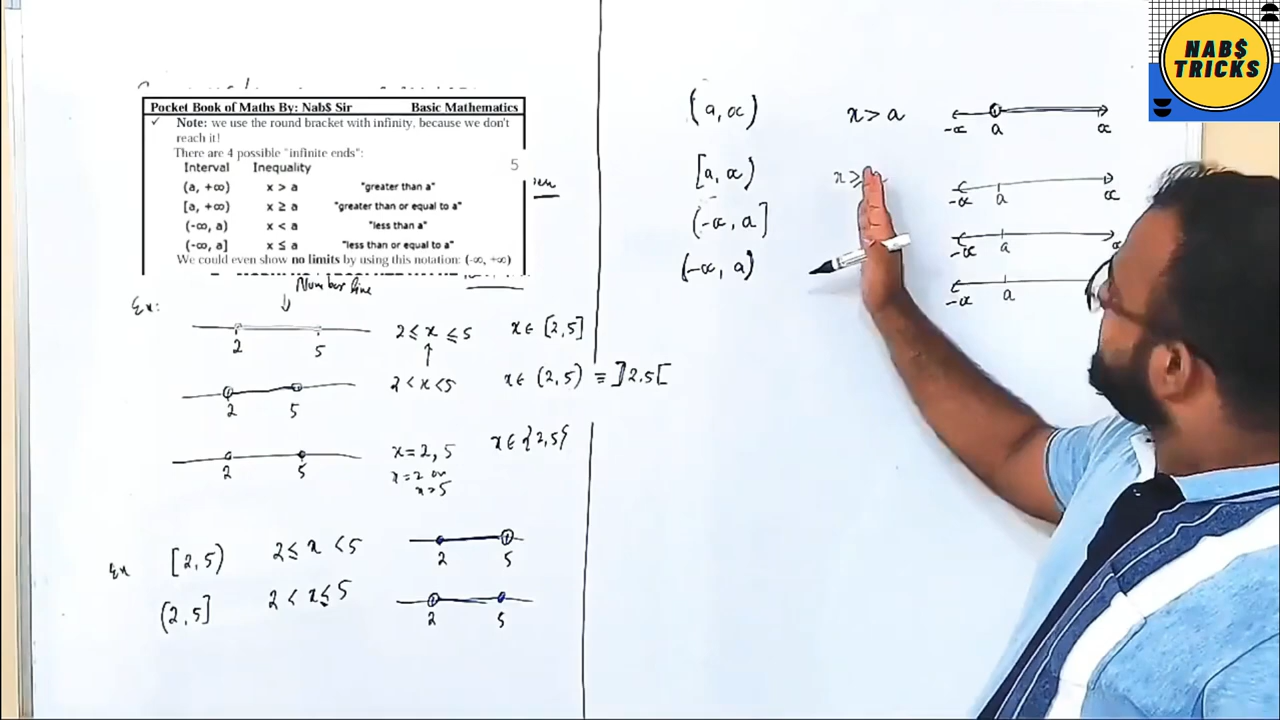 NAB$
TRICKS
Pocket Book of Maths By: Nab$ Sir Basic Mathematics
✓ Note: we use the round bracket with infinity, because we don't
reach it!
There are 4 possible "infinite ends":
Interval Inequality
5
(a, +∞) x > a "greater than a"
[a, +∞) x ≥ a "greater than or equal to a"
(-∞, a) x < a "less than a"
(-∞, a] x ≤ a "less than or equal to a"
We could even show no limits by using this notation: (-∞, +∞)
Number line
Ex:
2 5 2 ≤ x ≤ 5 x ∈ [2,5]
2 5 2 < x < 5 x ∈ (2,5) ≡ ]2,5[
2 5 x = 2, 5 x ∈ {2,5}
x = 2 or
x = 5
Ex [2,5) 2 ≤ x < 5 2 5
(2,5] 2 < x ≤ 5 2 5
(a, ∝) x > a -∝ a ∝
[a, ∝) x ≥ -∝ a ∝
(-∝, a] -∝ a ∝
(-∝, a) -∝ a